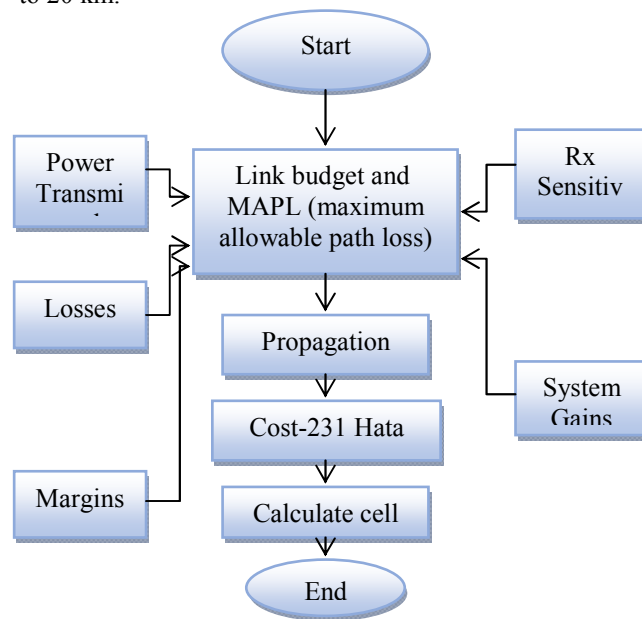 to 20 km.
Start
Power
Transmi
Link budget and
MAPL (maximum
allowable path loss)
Rx
Sensitiv
Losses
Propagation
System
Gains
Cost-231 Hata
Margins
Calculate cell
End